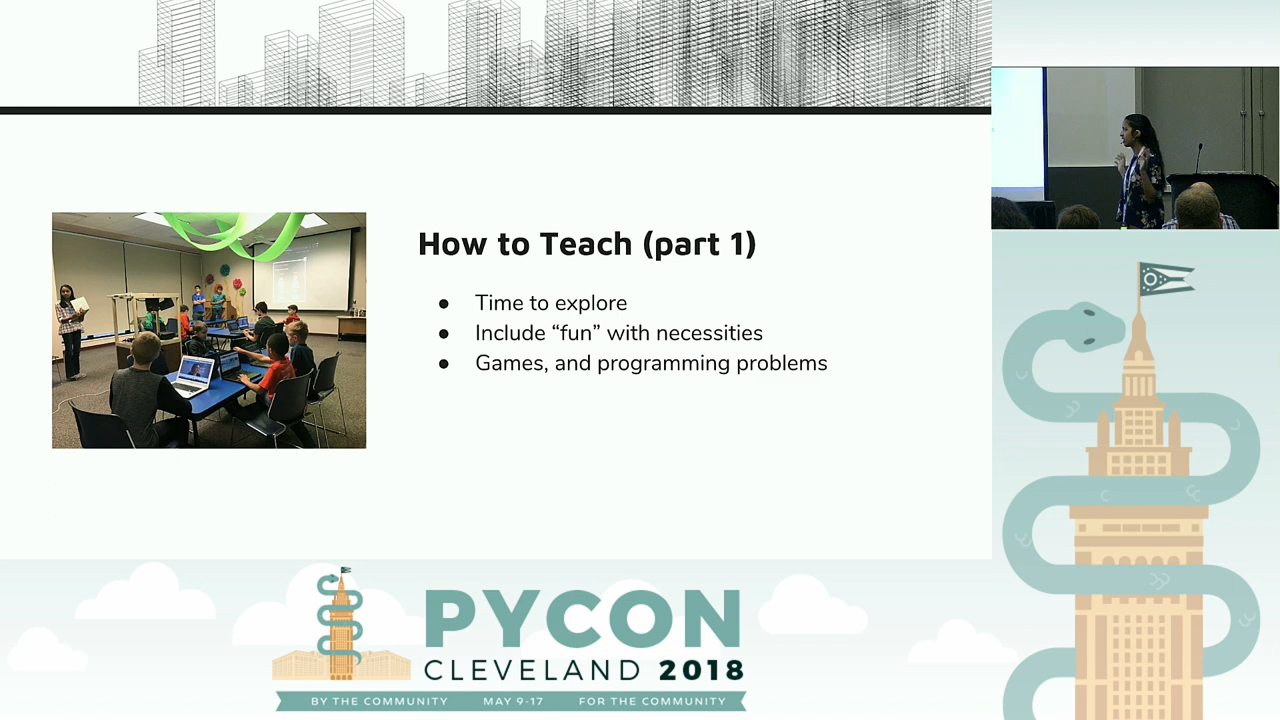 How to Teach (part 1)
● Time to explore
● Include “fun” with necessities
● Games, and programming problems
PYCON
CLEVELAND 2018
BY THE COMMUNITY MAY 9-17 FOR THE COMMUNITY